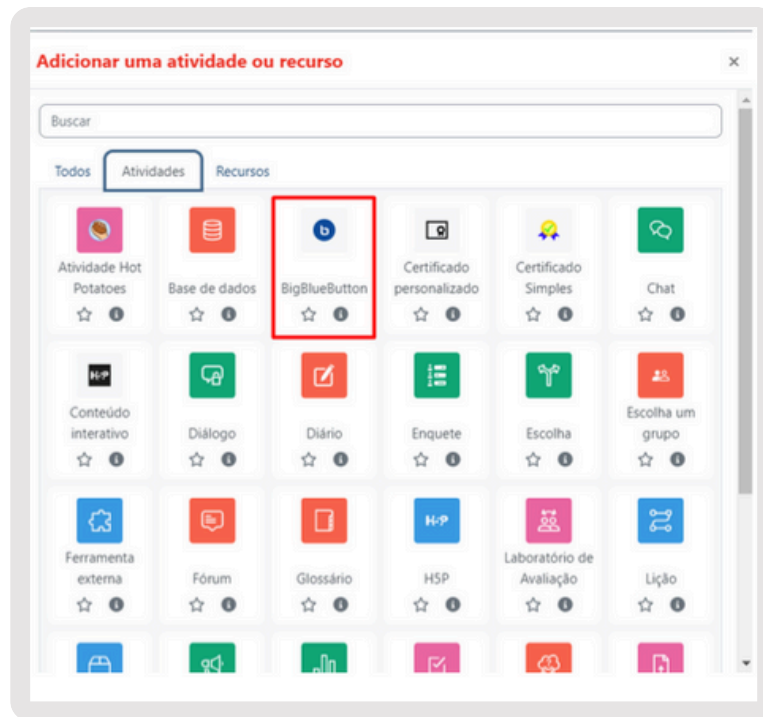 Adicionar uma atividade ou recurso
Buscar
Todos Atividades Recursos
Atividade Hot
Potatoes
Base de dados
BigBlueButton
Certificado
personalizado
Certificado
Simples
Chat
H5P
Conteúdo
interativo
Diálogo
Diário
Enquete
Escolha
Escolha um
grupo
Ferramenta
externa
Fórum
Glossário
H5P
H5P
Laboratório de
Avaliação
Lição